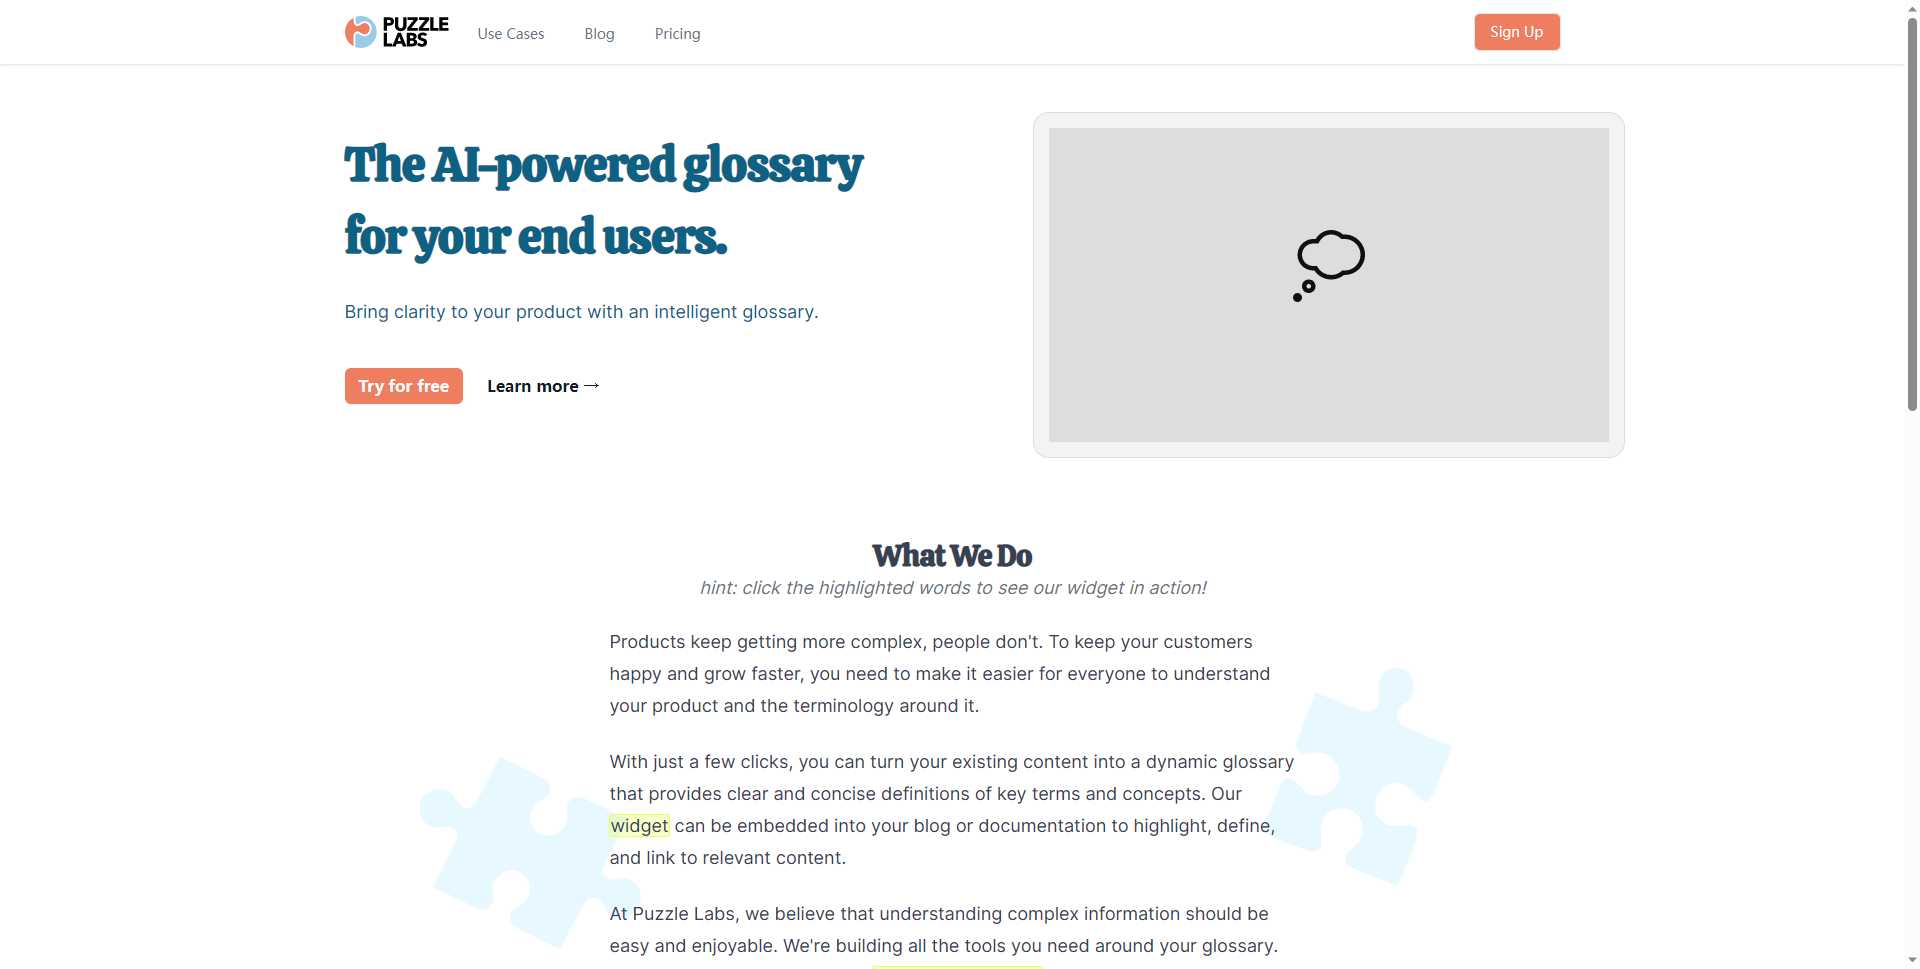 PUZZLE
LABS
Use Cases
Blog
Pricing
Sign Up
The AI-powered glossary
for your end users.
Bring clarity to your product with an intelligent glossary.
Try for free
Learn more →
What We Do
hint: click the highlighted words to see our widget in action!
Products keep getting more complex, people don't. To keep your customers
happy and grow faster, you need to make it easier for everyone to understand
your product and the terminology around it.
With just a few clicks, you can turn your existing content into a dynamic glossary
that provides clear and concise definitions of key terms and concepts. Our
widget can be embedded into your blog or documentation to highlight, define,
and link to relevant content.
At Puzzle Labs, we believe that understanding complex information should be
easy and enjoyable. We're building all the tools you need around your glossary.